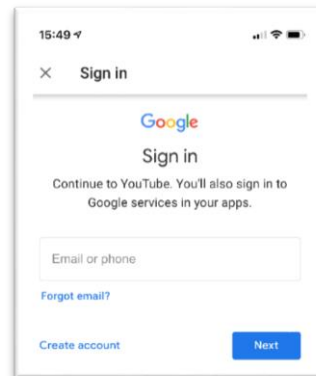 15:49
Sign in
Google
Sign in
Continue to YouTube. You'll also sign in to
Google services in your apps.
Email or phone
Forgot email?
Create account
Next